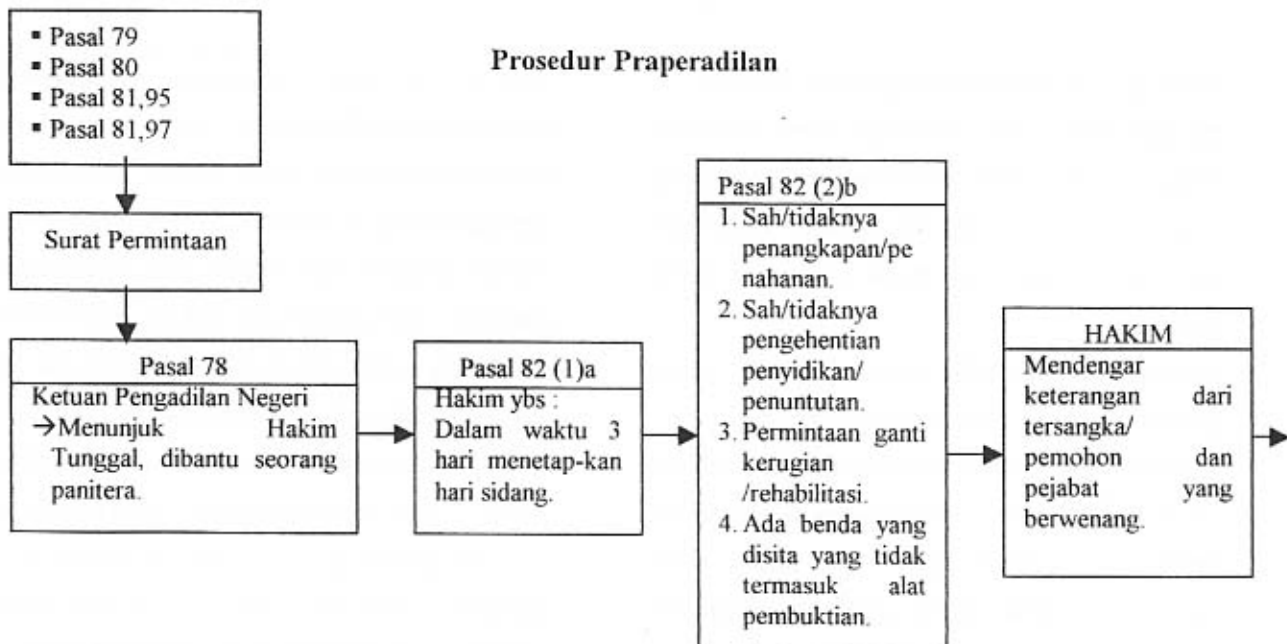 Prosedur Praperadilan
▪ Pasal 79
▪ Pasal 80
▪ Pasal 81,95
▪ Pasal 81,97
Surat Permintaan
Pasal 78
Ketuan Pengadilan Negeri
→Menunjuk Hakim
Tunggal, dibantu seorang
panitera.
Pasal 82 (1)a
Hakim ybs :
Dalam waktu 3
hari menetap-kan
hari sidang.
Pasal 82 (2)b
1. Sah/tidaknya
penangkapan/pe
nahanan.
2. Sah/tidaknya
pengehentian
penyidikan/
penuntutan.
3. Permintaan ganti
kerugian
/rehabilitasi.
4. Ada benda yang
disita yang tidak
termasuk alat
pembuktian.
HAKIM
Mendengar
keterangan dari
tersangka/
pemohon dan
pejabat yang
berwenang.